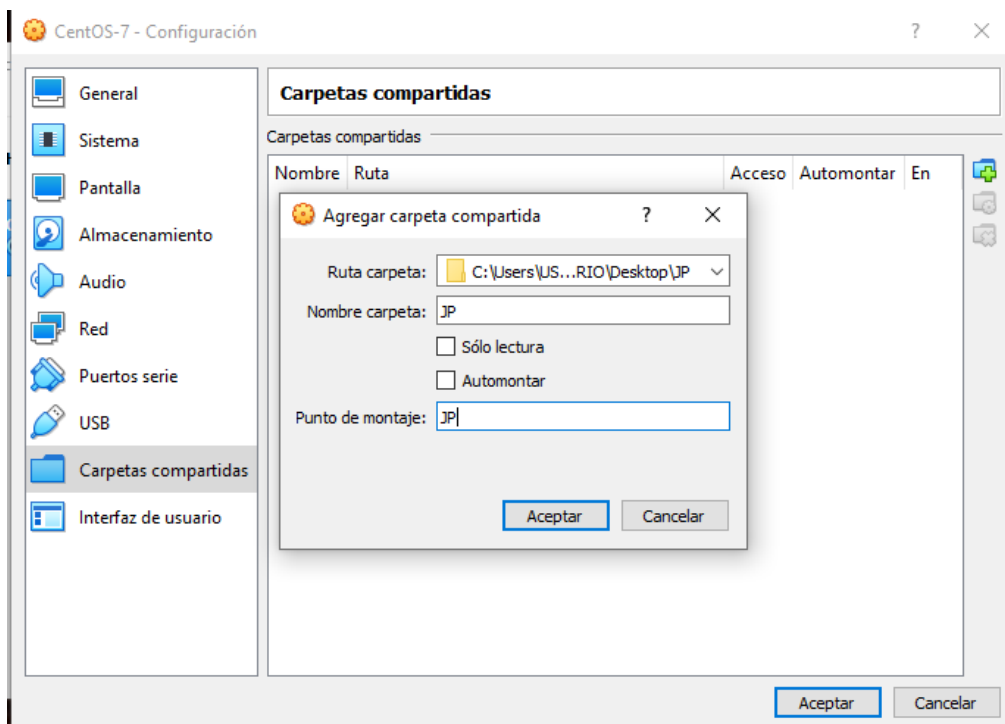 CentOS-7 - Configuración
?
General
Sistema
Pantalla
Almacenamiento
Audio
Red
Puertos serie
USB
Carpetas compartidas
Interfaz de usuario
Carpetas compartidas
Carpetas compartidas
Nombre Ruta Acceso Automontar En
Agregar carpeta compartida ?
Ruta carpeta: C:\Users\US...RIO\Desktop\JP
Nombre carpeta: JP
Sólo lectura
Automontar
Punto de montaje: JP
Aceptar Cancelar
Aceptar Cancelar